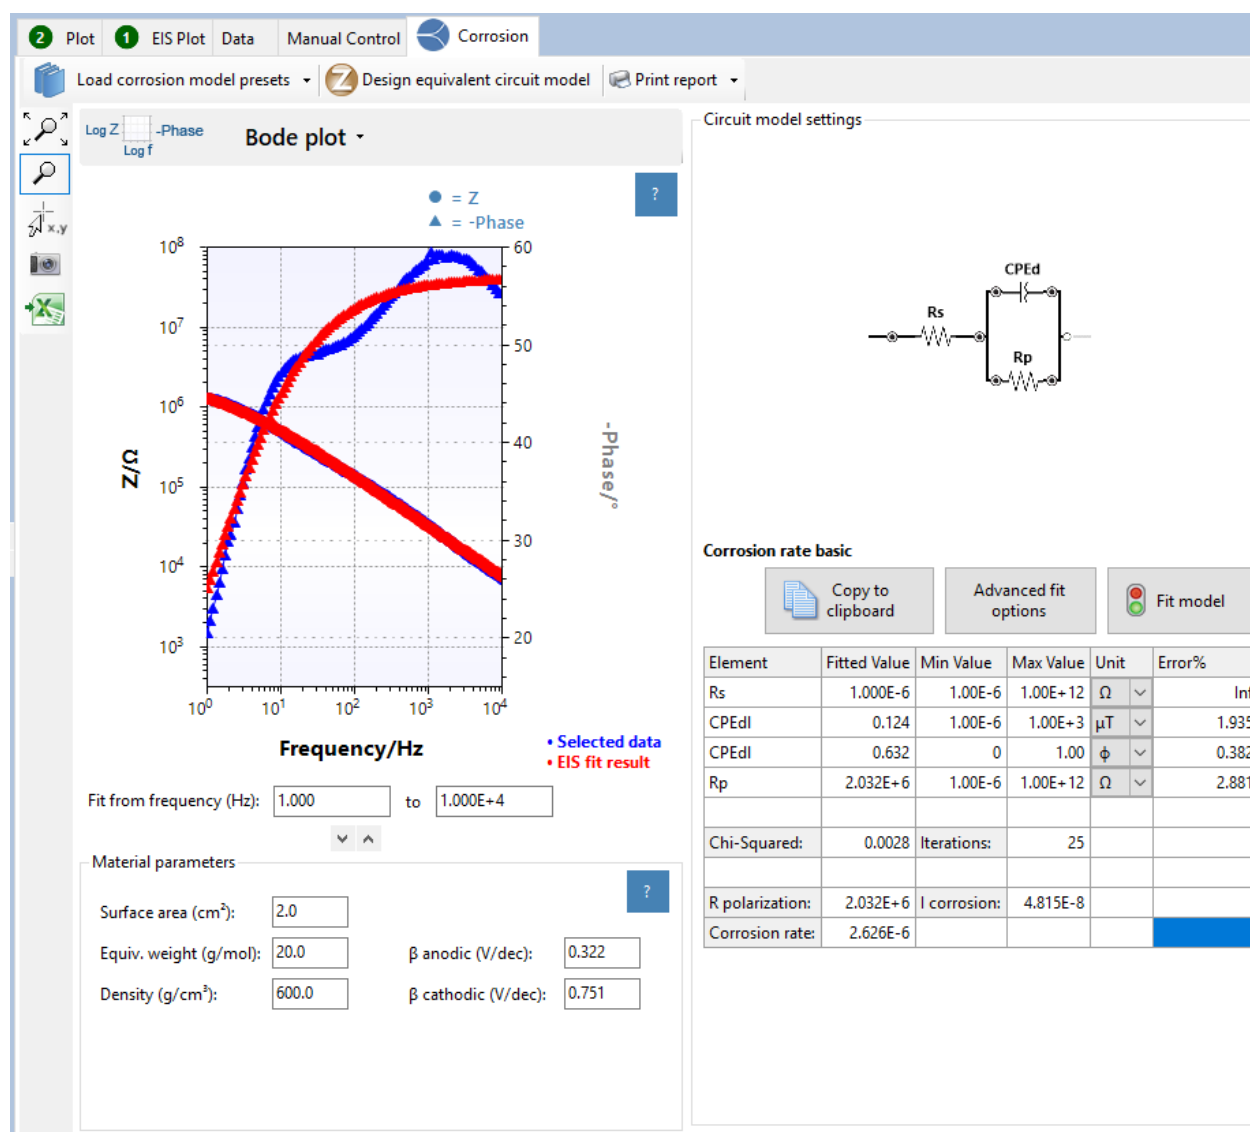 2 Plot 1 EIS Plot Data Manual Control Corrosion
Load corrosion model presets Design equivalent circuit model Print report
Log Z -Phase
Log f
Bode plot
x,y
X
?
= Z
= -Phase
10⁸ 60
10⁷
50
10⁶
40
10⁵
30
10⁴
20
10³
Z/Ω
-Phase/°
10⁰ 10¹ 10² 10³ 10⁴
Frequency/Hz
• Selected data
• EIS fit result
Fit from frequency (Hz): 1.000 to 1.000E+4
Material parameters
?
Surface area (cm²): 2.0
Equiv. weight (g/mol): 20.0 β anodic (V/dec): 0.322
Density (g/cm³): 600.0 β cathodic (V/dec): 0.751
Circuit model settings
CPEd
Rs
Rp
Corrosion rate basic
Copy to clipboard
Advanced fit options
Fit model
Element Fitted Value Min Value Max Value Unit Error%
Rs 1.000E-6 1.00E-6 1.00E+12 Ω Inf
CPEdl 0.124 1.00E-6 1.00E+3 µT 1.935
CPEdl 0.632 0 1.00 ϕ 0.382
Rp 2.032E+6 1.00E-6 1.00E+12 Ω 2.881
Chi-Squared: 0.0028 Iterations: 25
R polarization: 2.032E+6 I corrosion: 4.815E-8
Corrosion rate: 2.626E-6